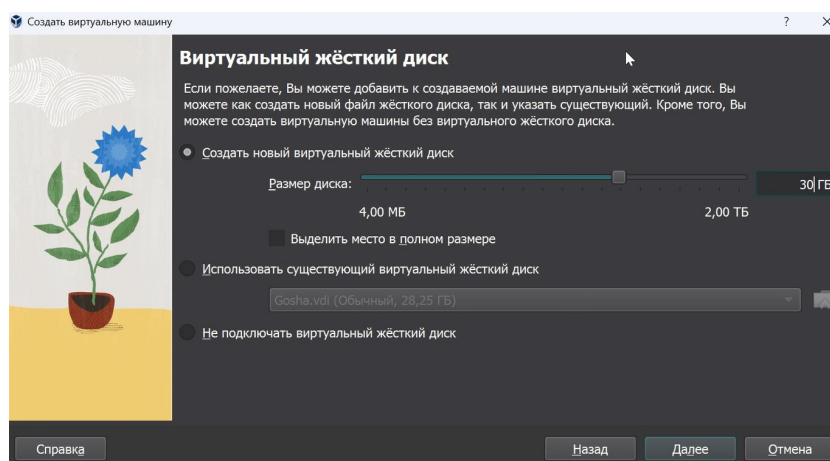 Создать виртуальную машину
?
Виртуальный жёсткий диск
Если пожелаете, Вы можете добавить к создаваемой машине виртуальный жёсткий диск. Вы
можете как создать новый файл жёсткого диска, так и указать существующий. Кроме того, Вы
можете создать виртуальную машины без виртуального жёсткого диска.
Создать новый виртуальный жёсткий диск
Размер диска: 30 ГБ
4,00 МБ 2,00 ТБ
Выделить место в полном размере
Использовать существующий виртуальный жёсткий диск
Gosha.vdi (Обычный, 28,25 ГБ)
Не подключать виртуальный жёсткий диск
Справка Назад Далее Отмена